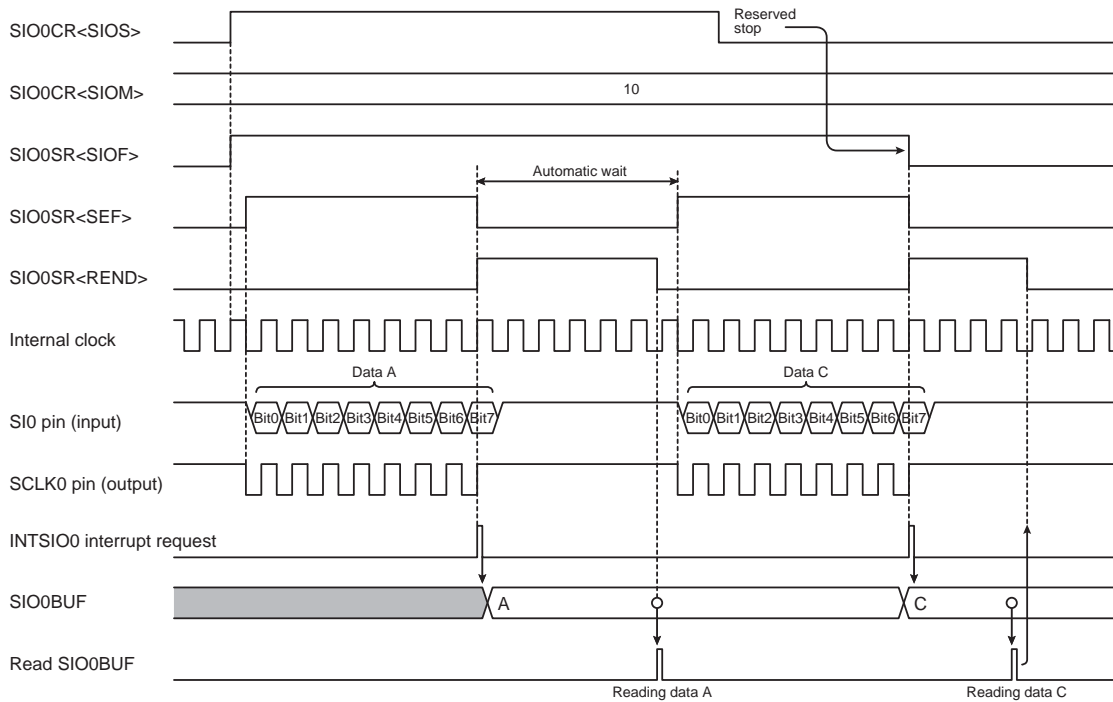 SIO0CR<SIOS>
Reserved
stop
SIO0CR<SIOM>
10
SIO0SR<SIOF>
Automatic wait
SIO0SR<SEF>
SIO0SR<REND>
Internal clock
Data A
Data C
SI0 pin (input)
Bit0 Bit1 Bit2 Bit3 Bit4 Bit5 Bit6 Bit7
Bit0 Bit1 Bit2 Bit3 Bit4 Bit5 Bit6 Bit7
SCLK0 pin (output)
INTSIO0 interrupt request
SIO0BUF
A
C
Read SIO0BUF
Reading data A
Reading data C